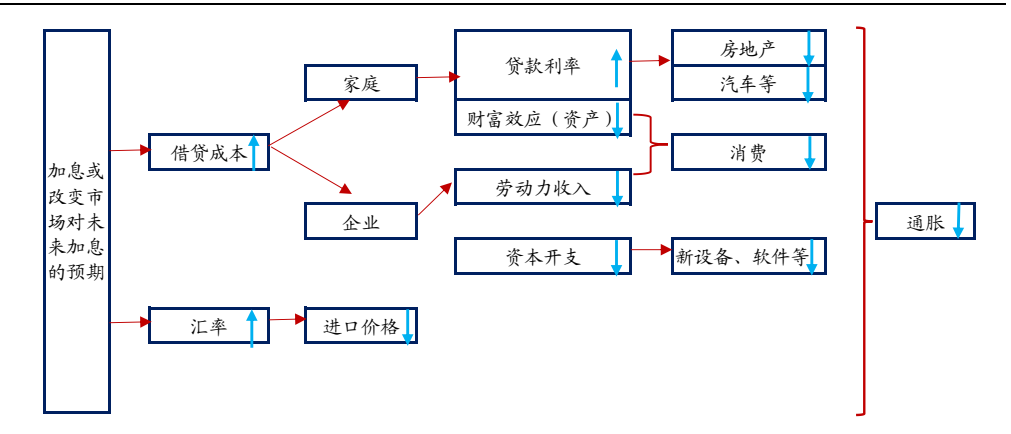 加息或
改变市
场对未
来加息
的预期
借贷成本
汇率
家庭
企业
进口价格
贷款利率
财富效应（资产）
劳动力收入
资本开支
房地产
汽车等
消费
新设备、软件等
通胀